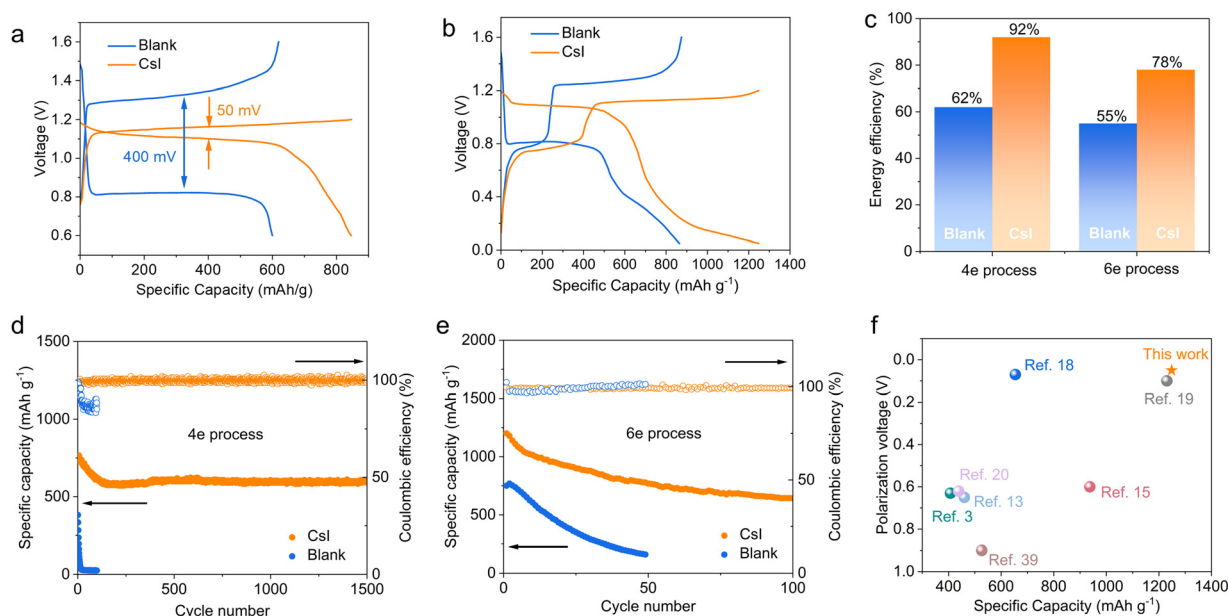 a
Blank
CsI
1.6
1.4
1.2
1.0
0.8
0.6
50 mV
400 mV
Voltage (V)
0 200 400 600 800
Specific Capacity (mAh/g)
b
Blank
CsI
1.6
1.2
0.8
0.4
0.0
Voltage (V)
0 200 400 600 800 1000 1200 1400
Specific Capacity (mAh g⁻¹)
c
100
80
60
40
20
0
Energy efficiency (%)
62%
92%
55%
78%
Blank CsI Blank CsI
4e process 6e process
d
1500
1250
1000
750
500
250
0
Specific capacity (mAh g⁻¹)
4e process
CsI
Blank
100
50
0
Coulombic efficiency (%)
0 500 1000 1500
Cycle number
e
2000
1750
1500
1250
1000
750
500
250
0
Specific capacity (mAh g⁻¹)
6e process
CsI
Blank
100
50
0
Coulombic efficiency (%)
0 50 100
Cycle number
f
0.0
0.2
0.4
0.6
0.8
1.0
Polarization voltage (V)
This work
Ref. 18
Ref. 19
Ref. 20
Ref. 13
Ref. 15
Ref. 3
Ref. 39
400 600 800 1000 1200 1400
Specific Capacity (mAh g⁻¹)